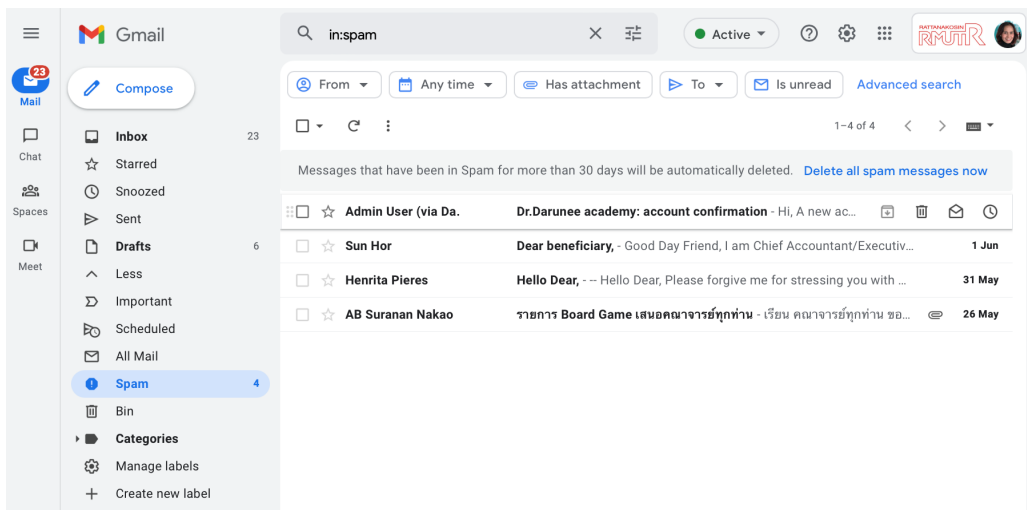 Gmail
in:spam
Active
RATTANAKOSIN
RMUTR
23
Mail
Chat
Spaces
Meet
Compose
Inbox 23
Starred
Snoozed
Sent
Drafts 6
Less
Important
Scheduled
All Mail
Spam 4
Bin
Categories
Manage labels
Create new label
From Any time Has attachment To Is unread Advanced search
1–4 of 4
Messages that have been in Spam for more than 30 days will be automatically deleted. Delete all spam messages now
Admin User (via Da. Dr.Darunee academy: account confirmation - Hi, A new ac...
Sun Hor Dear beneficiary, - Good Day Friend, I am Chief Accountant/Executiv... 1 Jun
Henrita Pieres Hello Dear, - -- Hello Dear, Please forgive me for stressing you with ... 31 May
AB Suranan Nakao รายการ Board Game เสนอคณาจารย์ทุกท่าน - เรียน คณาจารย์ทุกท่าน ขอ... 26 May